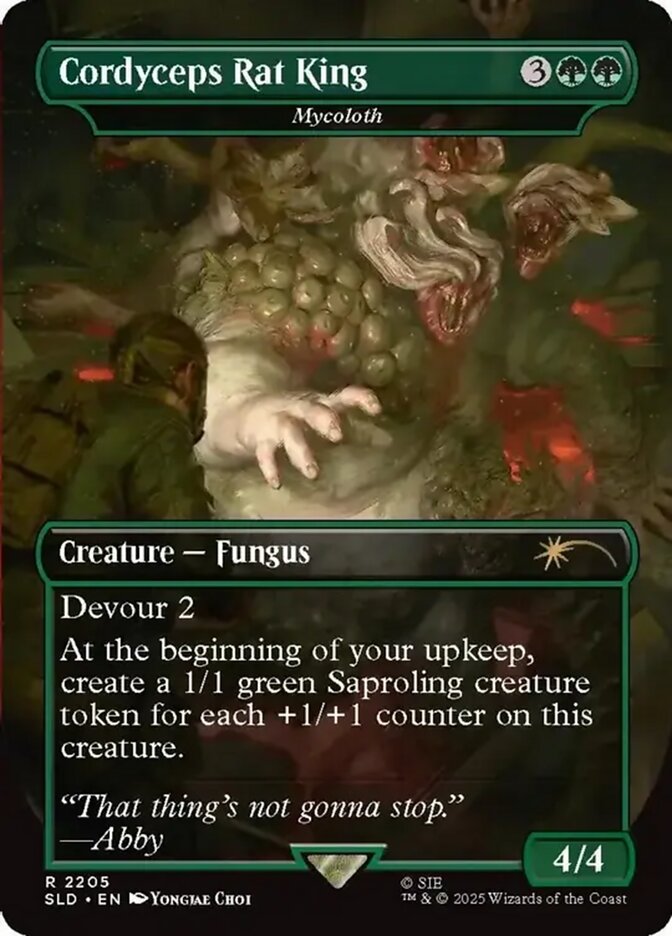 Cordyceps Rat King 3
Mycoloth
Creature — Fungus
Devour 2
At the beginning of your upkeep,
create a 1/1 green Saproling creature
token for each +1/+1 counter on this
creature.
“That thing’s not gonna stop.”
—Abby
4/4
R 2205
SLD • EN Yongjae Choi
© SIE
™ & © 2025 Wizards of the Coast